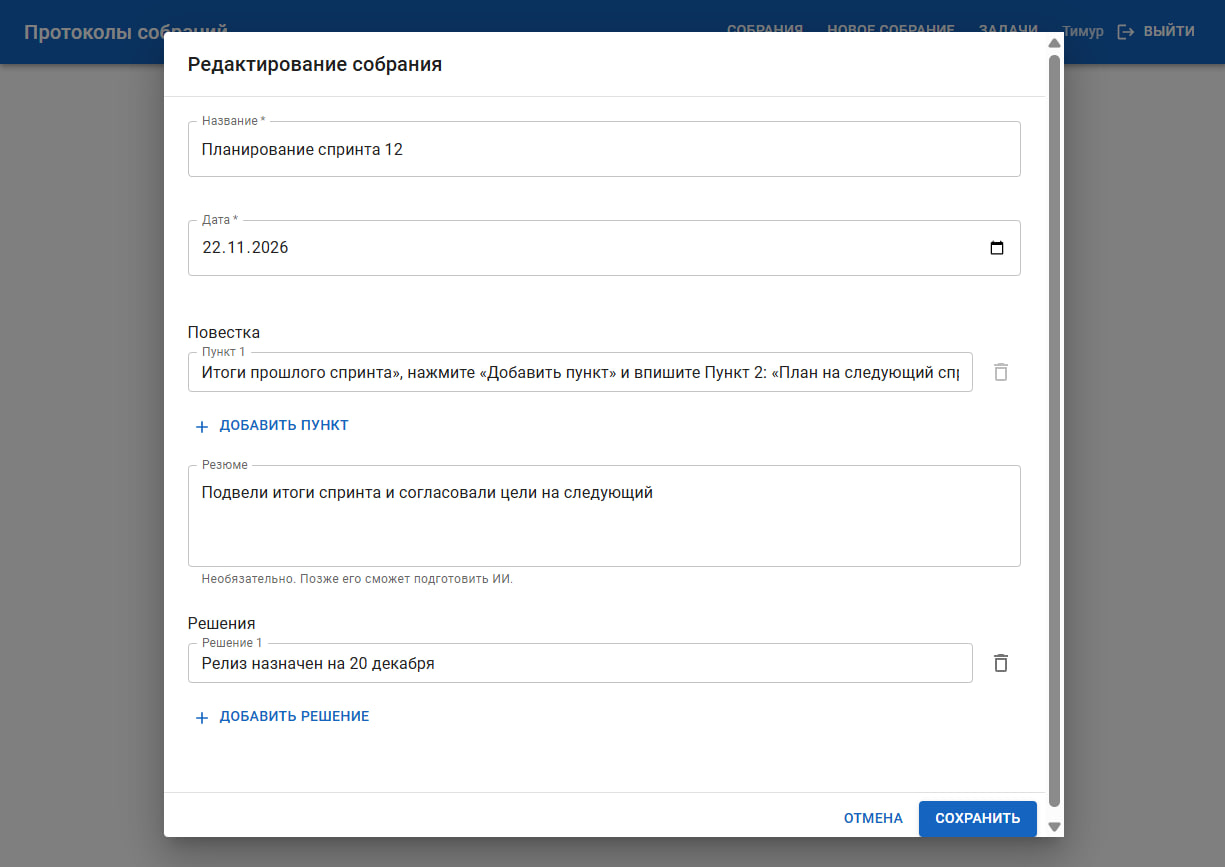 Протоколы собраний
СОБРАНИЯ НОВОЕ СОБРАНИЕ ЗАДАЧИ Тимур ВЫЙТИ
Редактирование собрания
Название *
Планирование спринта 12
Дата *
22.11.2026
Повестка
Пункт 1
Итоги прошлого спринта», нажмите «Добавить пункт» и впишите Пункт 2: «План на следующий спр
ДОБАВИТЬ ПУНКТ
Резюме
Подвели итоги спринта и согласовали цели на следующий
Необязательно. Позже его сможет подготовить ИИ.
Решения
Решение 1
Релиз назначен на 20 декабря
ДОБАВИТЬ РЕШЕНИЕ
ОТМЕНА СОХРАНИТЬ